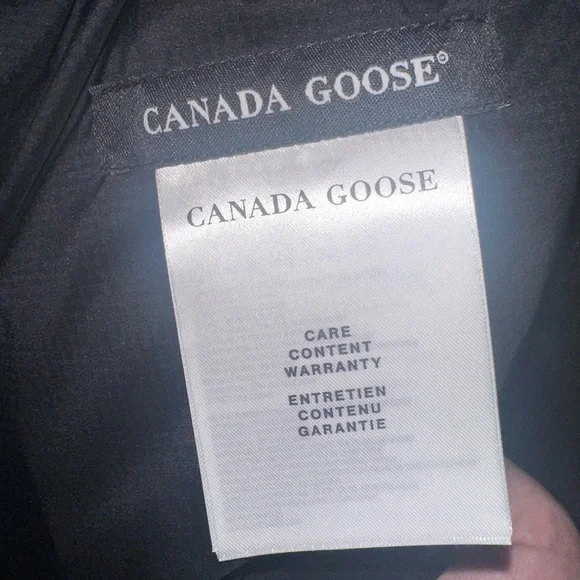 CANADA GOOSE®
CANADA GOOSE
CARE
CONTENT
WARRANTY
ENTRETIEN
CONTENU
GARANTIE